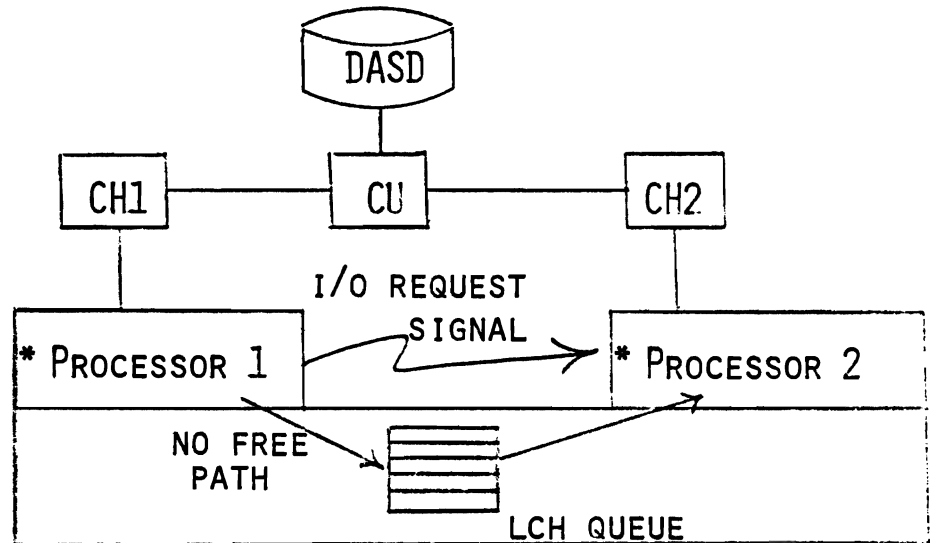 DASD
CH1
CU
CH2
I/O REQUEST
SIGNAL
* PROCESSOR 1
* PROCESSOR 2
NO FREE
PATH
LCH QUEUE